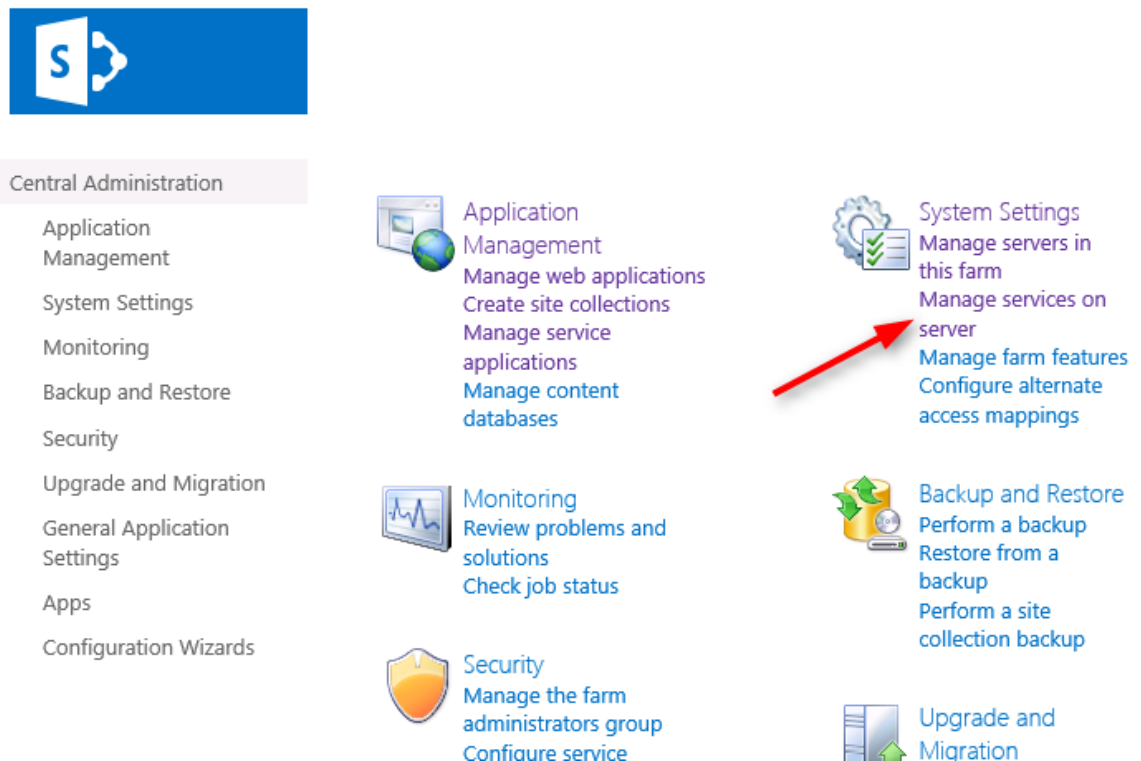 S
Central Administration
Application
Management
System Settings
Monitoring
Backup and Restore
Security
Upgrade and Migration
General Application
Settings
Apps
Configuration Wizards
Application
Management
Manage web applications
Create site collections
Manage service
applications
Manage content
databases
Monitoring
Review problems and
solutions
Check job status
Security
Manage the farm
administrators group
Configure service
System Settings
Manage servers in
this farm
Manage services on
server
Manage farm features
Configure alternate
access mappings
Backup and Restore
Perform a backup
Restore from a
backup
Perform a site
collection backup
Upgrade and
Migration